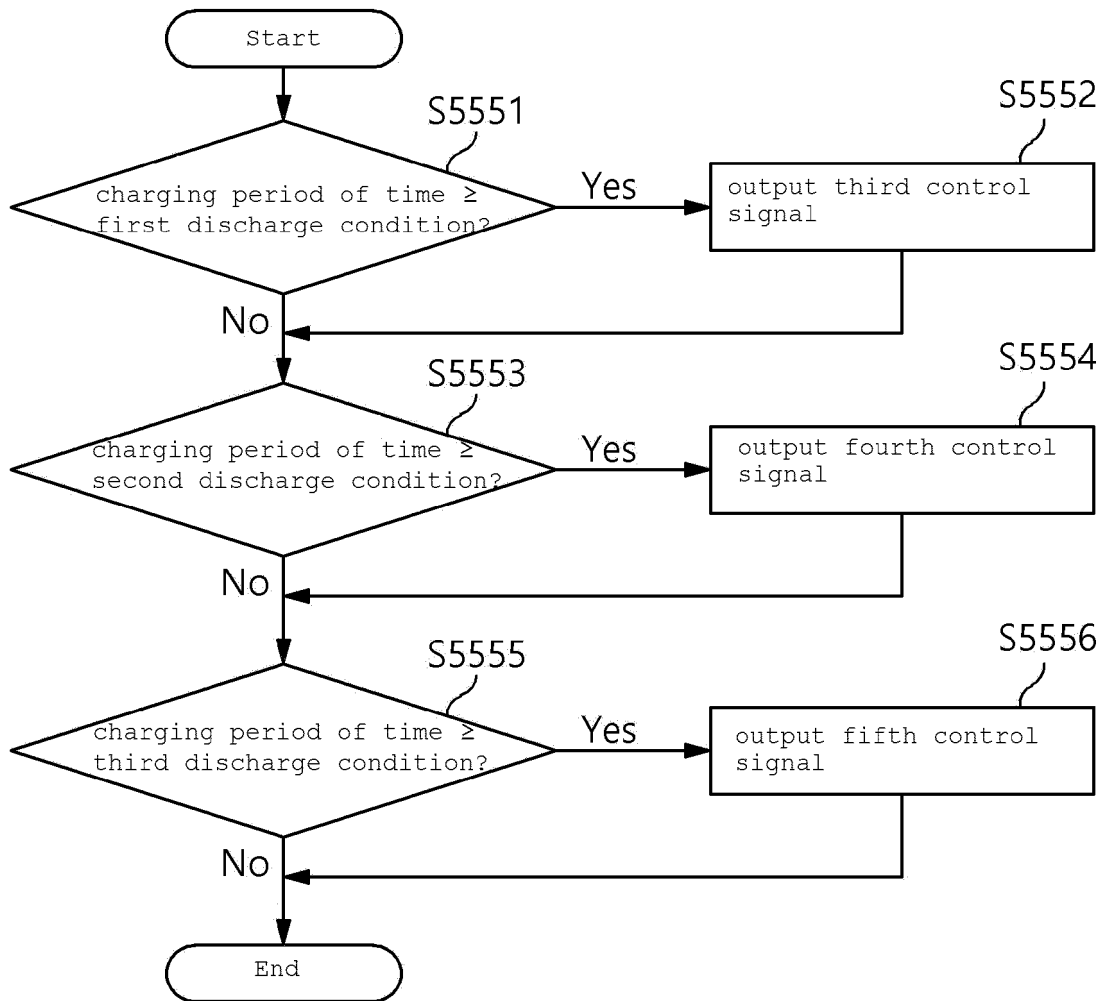 Start
S5551
S5552
charging period of time ≥
first discharge condition?
Yes
output third control
signal
No
S5553
S5554
charging period of time ≥
second discharge condition?
Yes
output fourth control
signal
No
S5555
S5556
charging period of time ≥
third discharge condition?
Yes
output fifth control
signal
No
End